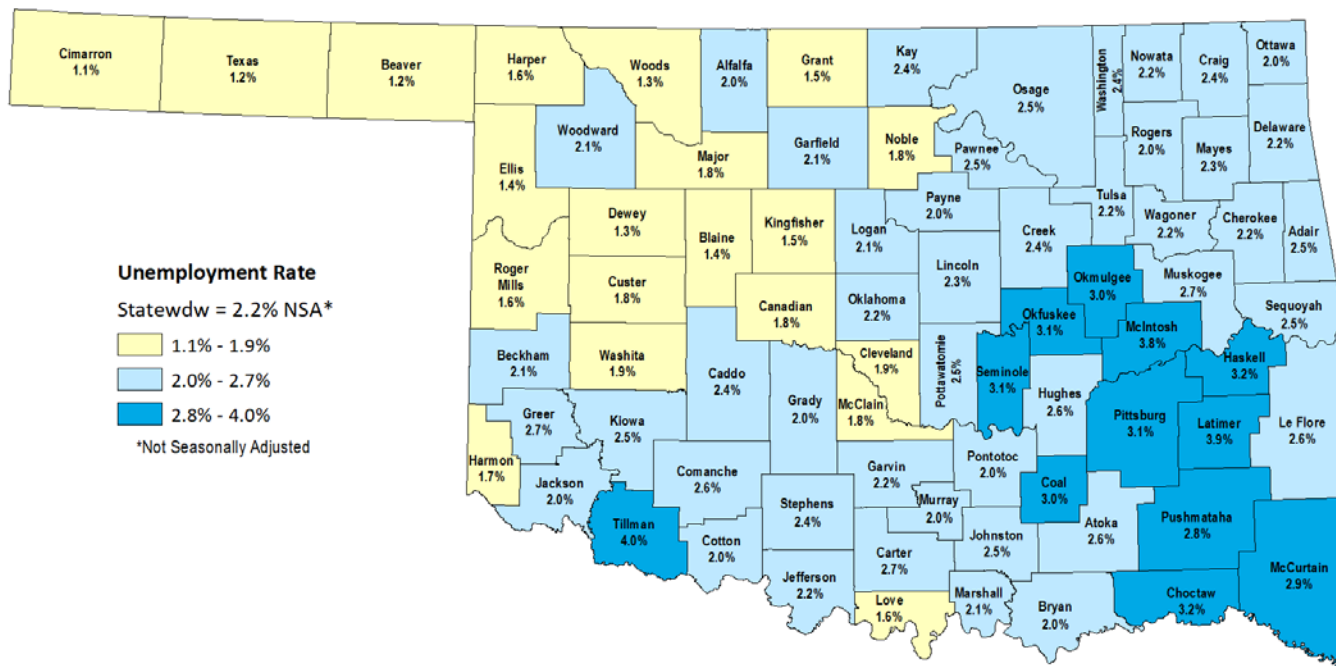 Cimarron
1.1%
Texas
1.2%
Beaver
1.2%
Harper
1.6%
Woods
1.3%
Alfalfa
2.0%
Grant
1.5%
Kay
2.4%
Osage
2.5%
Washington
2.4%
Nowata
2.2%
Craig
2.4%
Ottawa
2.0%
Woodward
2.1%
Ellis
1.4%
Major
1.8%
Garfield
2.1%
Noble
1.8%
Pawnee
2.5%
Rogers
2.0%
Mayes
2.3%
Delaware
2.2%
Dewey
1.3%
Blaine
1.4%
Kingfisher
1.5%
Logan
2.1%
Payne
2.0%
Creek
2.4%
Tulsa
2.2%
Wagoner
2.2%
Cherokee
2.2%
Adair
2.5%
Unemployment Rate
Statewdw = 2.2% NSA*
1.1% - 1.9%
2.0% - 2.7%
2.8% - 4.0%
*Not Seasonally Adjusted
Roger
Mills
1.6%
Custer
1.8%
Canadian
1.8%
Oklahoma
2.2%
Lincoln
2.3%
Okmulgee
3.0%
Muskogee
2.7%
Sequoyah
2.5%
Okfuskee
3.1%
McIntosh
3.8%
Beckham
2.1%
Washita
1.9%
Caddo
2.4%
Grady
2.0%
Cleveland
1.9%
McClain
1.8%
Pottawatomie
2.5%
Seminole
3.1%
Hughes
2.6%
Haskell
3.2%
Pittsburg
3.1%
Latimer
3.9%
Le Flore
2.6%
Greer
2.7%
Kiowa
2.5%
Harmon
1.7%
Jackson
2.0%
Comanche
2.6%
Garvin
2.2%
Pontotoc
2.0%
Coal
3.0%
Tillman
4.0%
Cotton
2.0%
Stephens
2.4%
Murray
2.0%
Johnston
2.5%
Atoka
2.6%
Pushmataha
2.8%
Carter
2.7%
Jefferson
2.2%
Love
1.6%
Marshall
2.1%
Bryan
2.0%
Choctaw
3.2%
McCurtain
2.9%